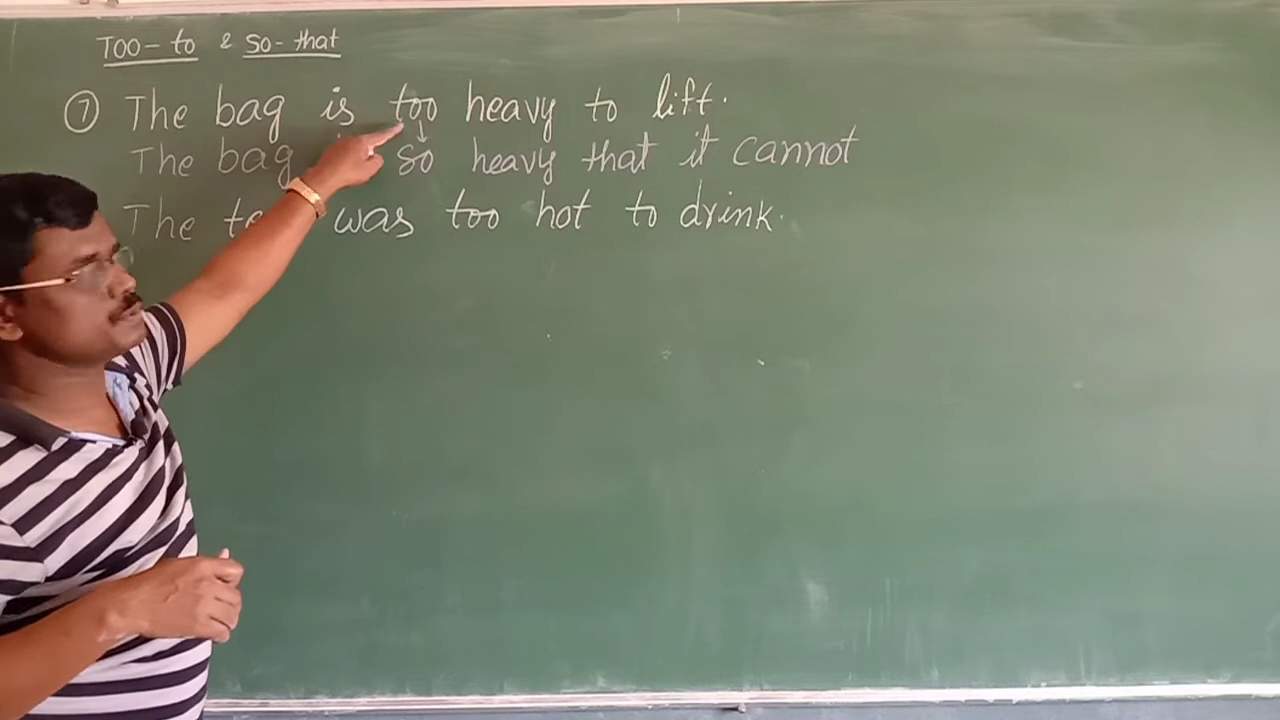 Too - to & so - that
① The bag is too heavy to lift.
The bag so heavy that it cannot
The was too hot to drink.